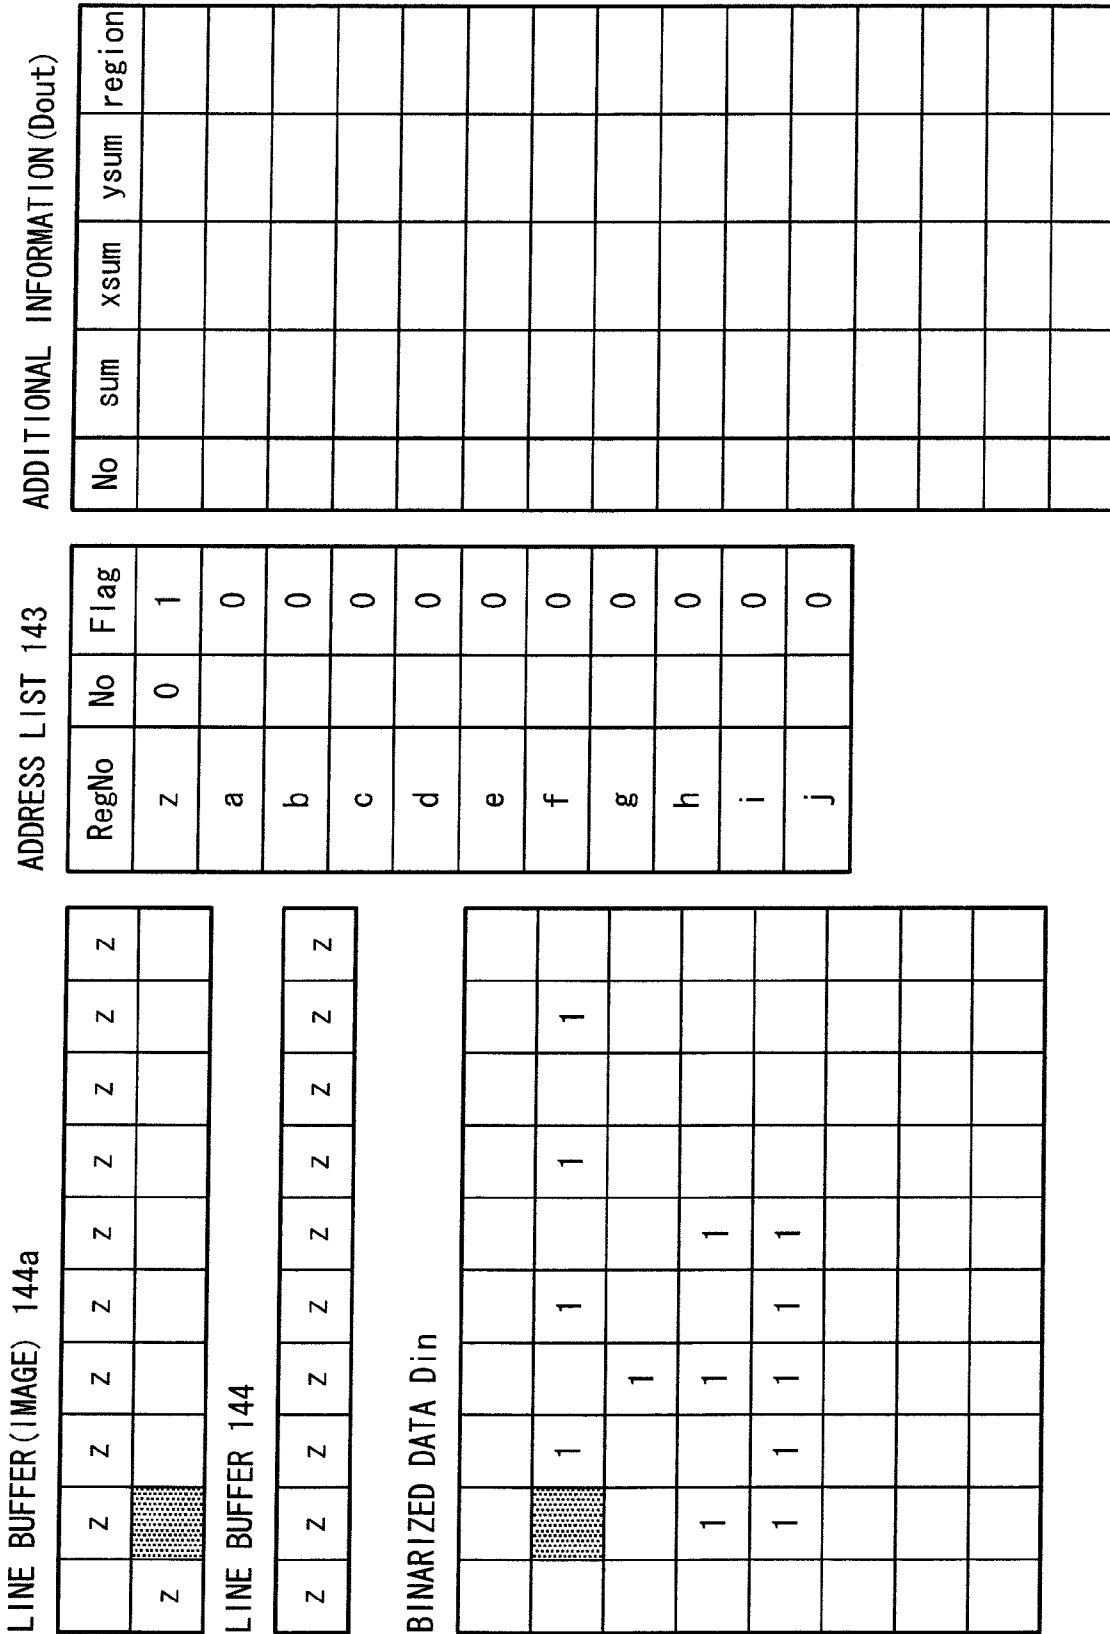 LINE BUFFER(IMAGE) 144a
z z z z z z z z z
z
LINE BUFFER 144
z z z z z z z z z z
BINARIZED DATA Din
1 1 1 1
1
1 1 1
1 1 1 1 1
ADDRESS LIST 143
RegNo No Flag
z 0 1
a 0
b 0
c 0
d 0
e 0
f 0
g 0
h 0
i 0
j 0
ADDITIONAL INFORMATION(Dout)
No sum xsum ysum region